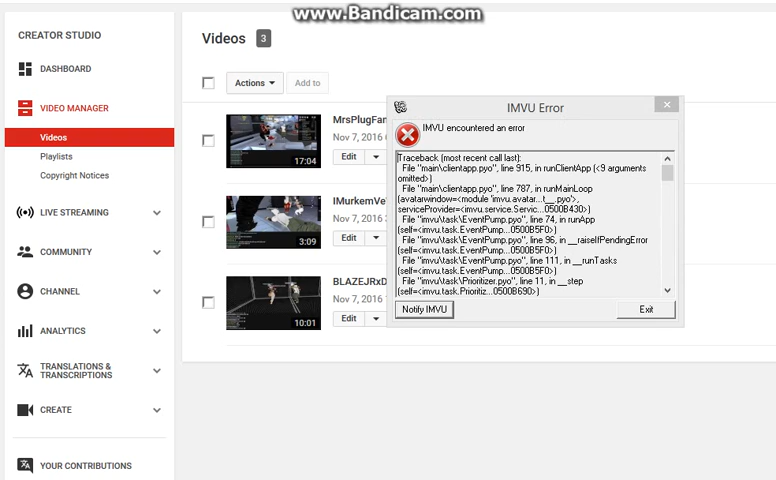 www.Bandicam.com
CREATOR STUDIO
DASHBOARD
VIDEO MANAGER
Videos
Playlists
Copyright Notices
LIVE STREAMING
COMMUNITY
CHANNEL
ANALYTICS
TRANSLATIONS &
TRANSCRIPTIONS
CREATE
YOUR CONTRIBUTIONS
Videos 3
Actions Add to
MrsPlugFan
Nov 7, 2016
17:04
Edit
IMurkemVe
Nov 7, 2016
3:09
Edit
BLAZEJRxD
Nov 7, 2016
10:01
Edit
IMVU Error
IMVU encountered an error
Traceback (most recent call last):
File "main\clientapp.pyo", line 915, in runClientApp (<9 arguments
omitted>)
File "main\clientapp.pyo", line 787, in runMainLoop
(avatarwindow=<module 'imvu.avatar...t__.pyo'>,
serviceProvider=<imvu.service.Servic...0500B430>)
File "imvu\task\EventPump.pyo", line 74, in runApp
(self=<imvu.task.EventPump...0500B5F0>)
File "imvu\task\EventPump.pyo", line 96, in __raiseIfPendingError
(self=<imvu.task.EventPump...0500B5F0>)
File "imvu\task\EventPump.pyo", line 111, in __runTasks
(self=<imvu.task.EventPump...0500B5F0>)
File "imvu\task\Prioritizer.pyo", line 11, in __step
(self=<imvu.task.Prioritiz...0500B690>)
Notify IMVU Exit